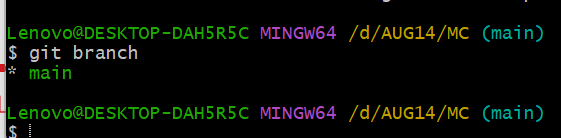 Lenovo@DESKTOP-DAH5R5C MINGW64 /d/AUG14/MC (main)
$ git branch
* main
Lenovo@DESKTOP-DAH5R5C MINGW64 /d/AUG14/MC (main)
$